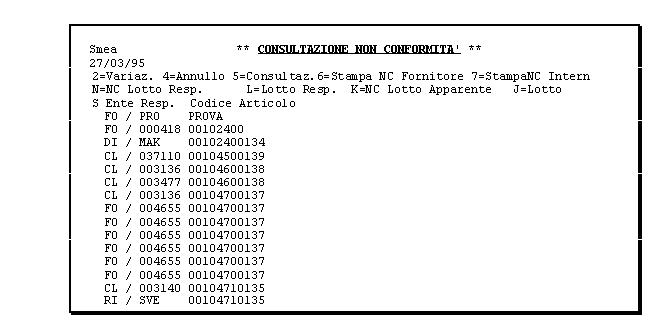 Smea ** CONSULTAZIONE NON CONFORMITA' **
27/03/95
2=Variaz. 4=Annullo 5=Consultaz.6=Stampa NC Fornitore 7=StampaNC Intern
N=NC Lotto Resp. L=Lotto Resp. K=NC Lotto Apparente J=Lotto
S Ente Resp. Codice Articolo
FO / PRO PROVA
FO / 000418 00102400
DI / MAK 00102400134
CL / 037110 00104500139
CL / 003136 00104600138
CL / 003477 00104600138
CL / 003136 00104700137
FO / 004655 00104700137
FO / 004655 00104700137
FO / 004655 00104700137
FO / 004655 00104700137
FO / 004655 00104700137
FO / 004655 00104700137
CL / 003140 00104710135
RI / SVE 00104710135